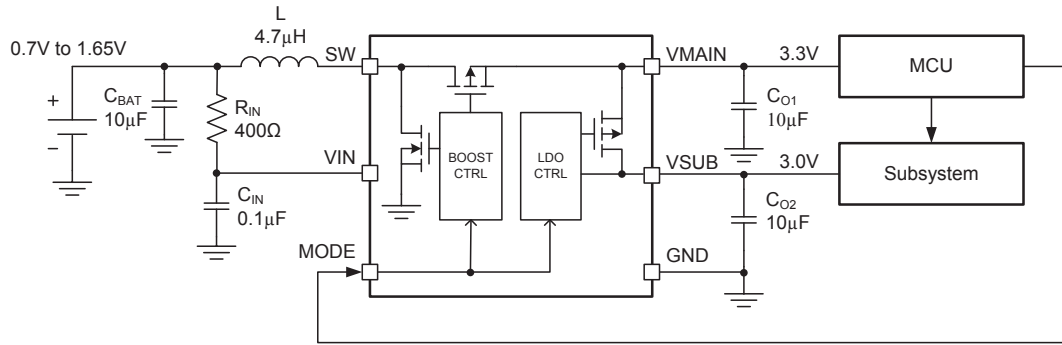 0.7V to 1.65V
L
4.7μH
SW
VMAIN
3.3V
MCU
+
−
CBAT
10μF
RIN
400Ω
CO1
10μF
VIN
BOOST
CTRL
LDO
CTRL
VSUB
3.0V
Subsystem
CIN
0.1μF
CO2
10μF
MODE
GND